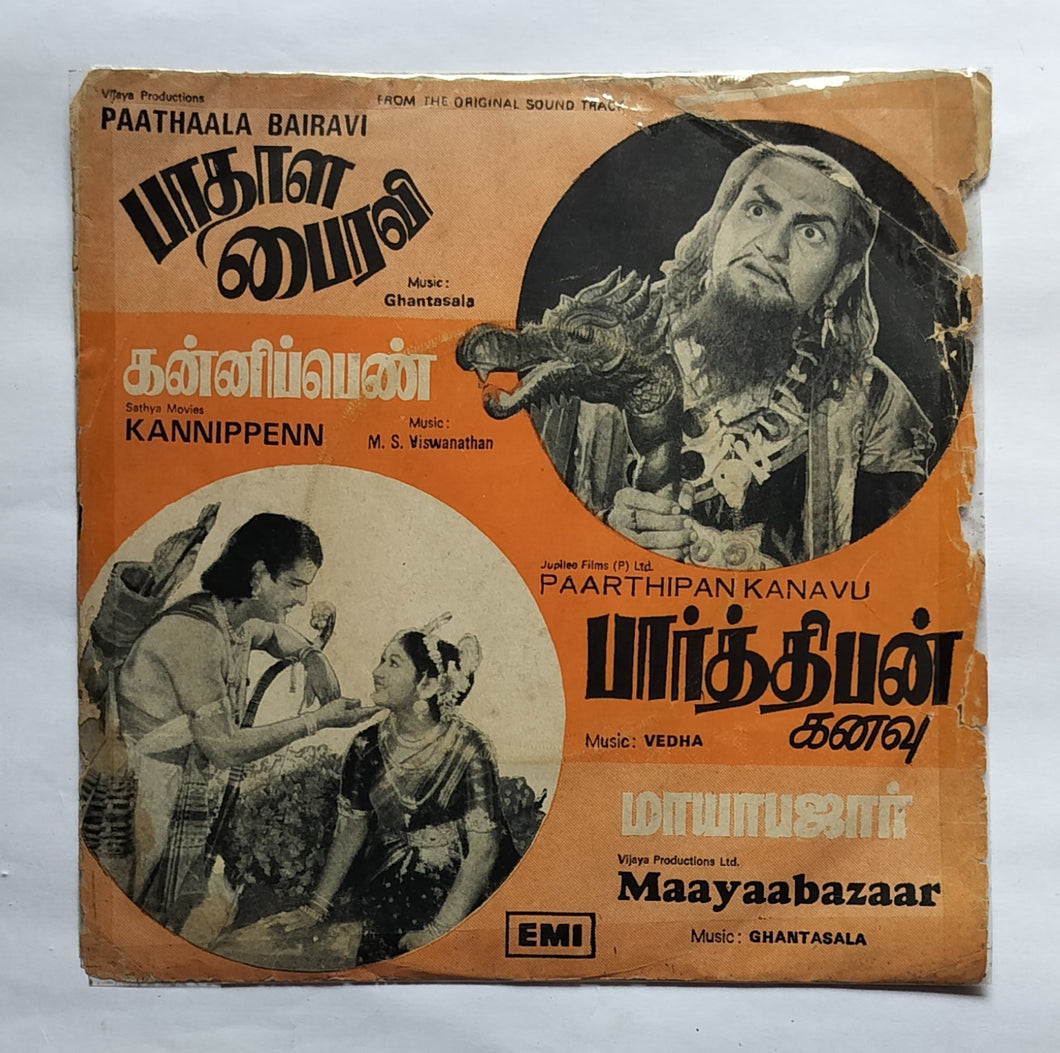 Vijaya Productions
FROM THE ORIGINAL SOUND TRACK
PAATHAALA BAIRAVI
பாதாள
பைரவி
Music:
Ghantasala
கன்னிப்பெண்
Sathya Movies
KANNIPPENN
Music:
M. S. Viswanathan
Jupilee Films (P) Ltd.
PAARTHIPAN KANAVU
பார்த்திபன்
கனவு
Music: VEDHA
மாயாபஜார்
Vijaya Productions Ltd.
Maayaabazaar
Music: GHANTASALA
EMI